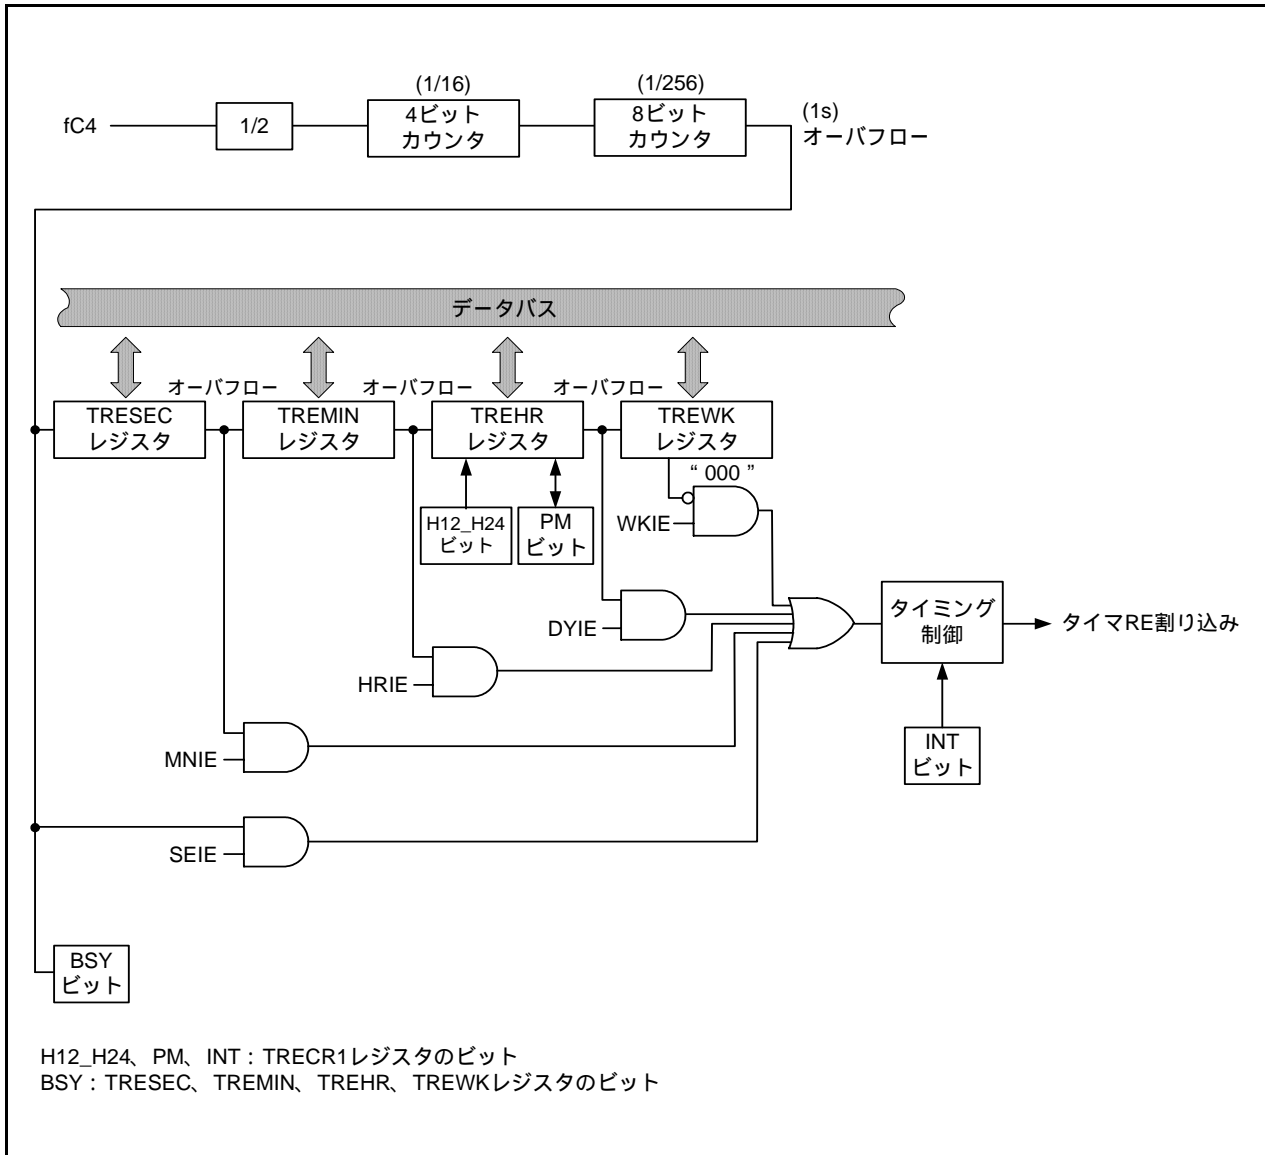 (1/16)
(1/256)
fC4
1/2
4ビット
カウンタ
8ビット
カウンタ
(1s)
オーバフロー
データバス
オーバフロー
オーバフロー
オーバフロー
TRESEC
レジスタ
TREMIN
レジスタ
TREHR
レジスタ
TREWK
レジスタ
“ 000 ”
H12_H24
ビット
PM
ビット
WKIE
DYIE
タイミング
制御
タイマRE割り込み
HRIE
INT
ビット
MNIE
SEIE
BSY
ビット
H12_H24、PM、INT：TRECR1レジスタのビット
BSY：TRESEC、TREMIN、TREHR、TREWKレジスタのビット